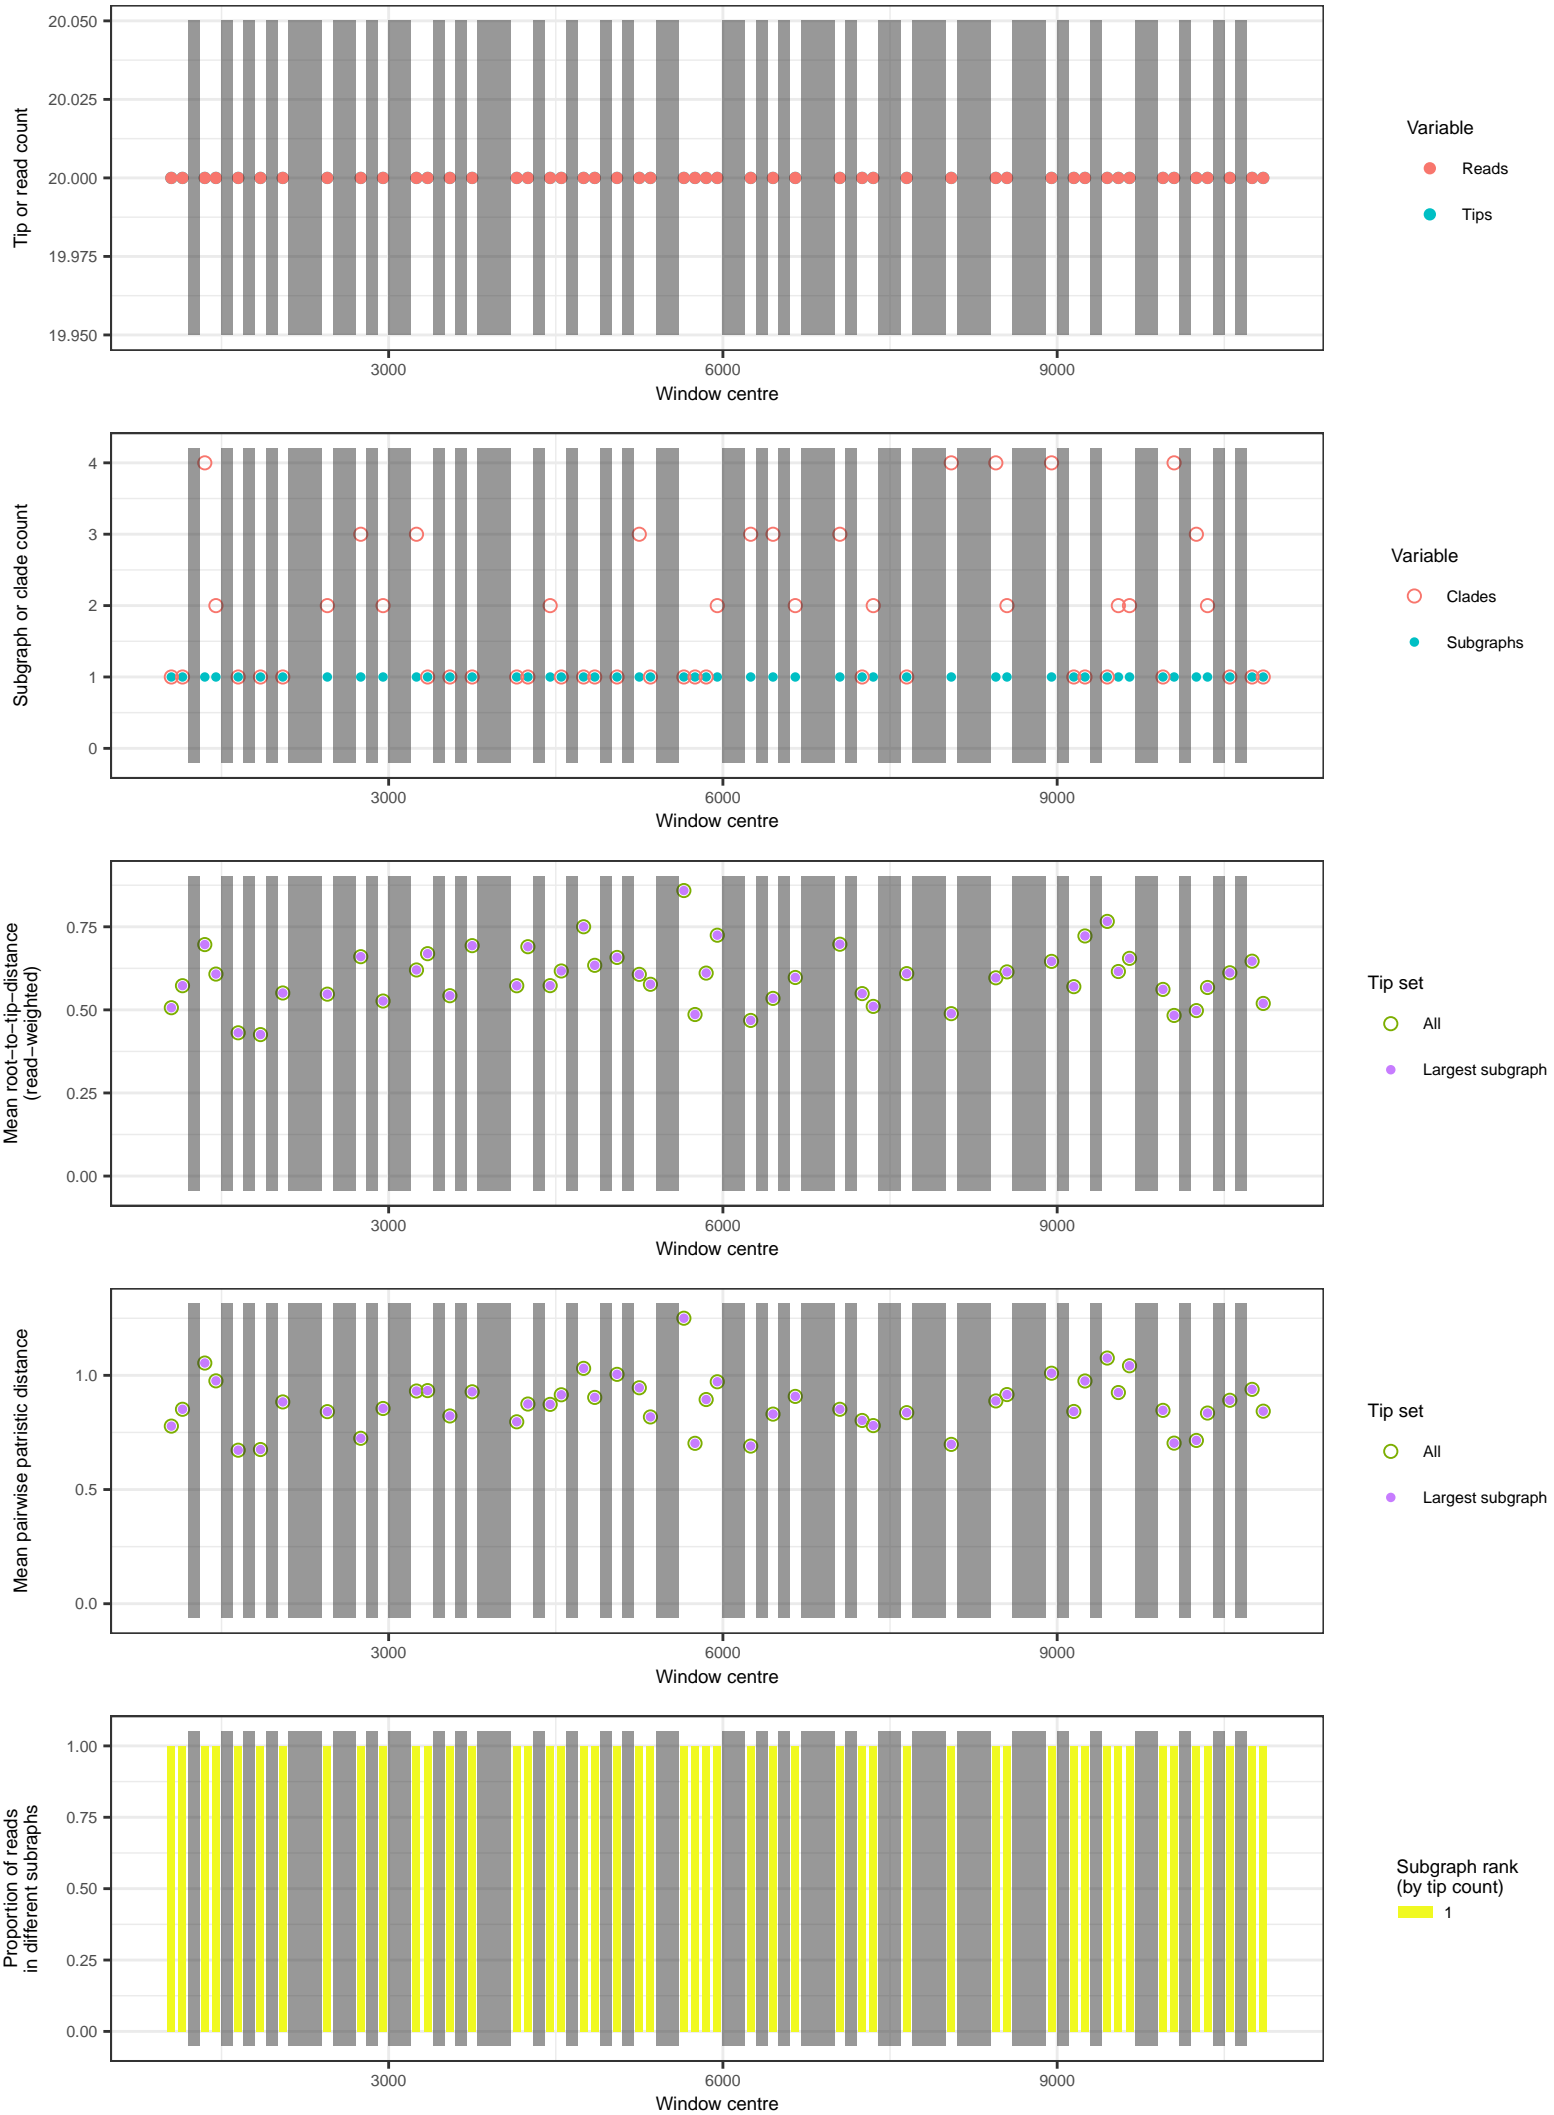 20.050
20.025
20.000
19.975
19.950
Tip or read count
3000 6000 9000
Window centre
Variable
Reads
Tips
4
3
2
1
0
Subgraph or clade count
3000 6000 9000
Window centre
Variable
Clades
Subgraphs
0.75
0.50
0.25
0.00
Mean root−to−tip−distance
(read−weighted)
3000 6000 9000
Window centre
Tip set
All
Largest subgraph
1.0
0.5
0.0
Mean pairwise patristic distance
3000 6000 9000
Window centre
Tip set
All
Largest subgraph
1.00
0.75
0.50
0.25
0.00
Proportion of reads
in different subraphs
3000 6000 9000
Window centre
Subgraph rank
(by tip count)
1